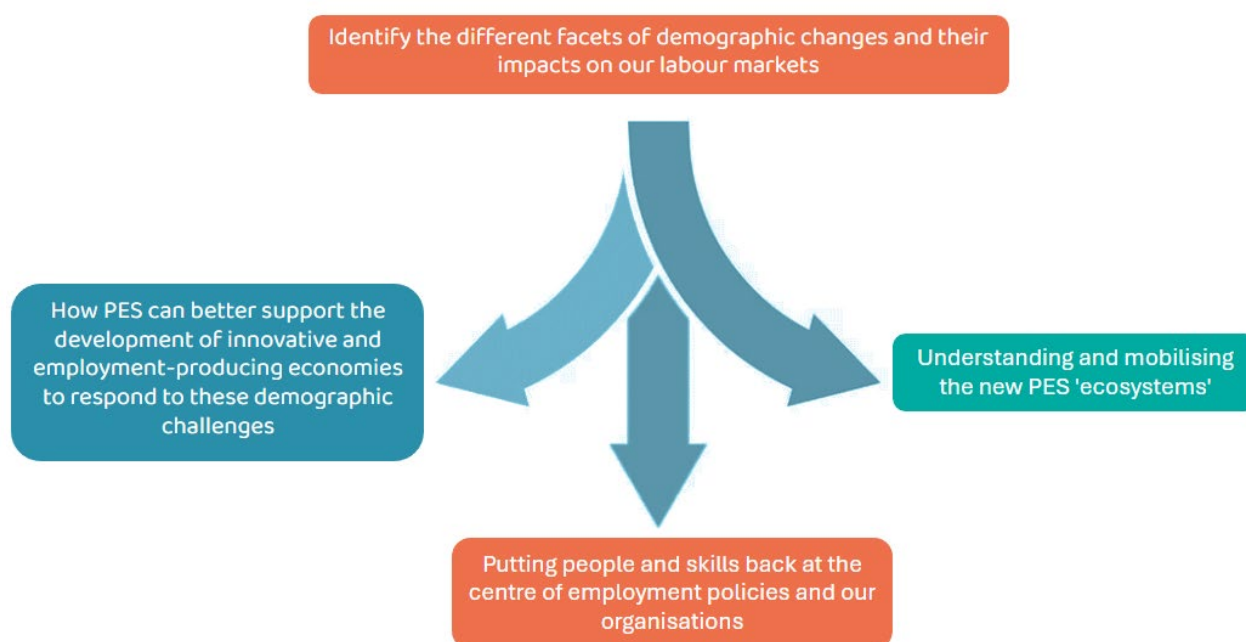 Identify the different facets of demographic changes and their
impacts on our labour markets
How PES can better support the
development of innovative and
employment-producing economies
to respond to these demographic
challenges
Understanding and mobilising
the new PES 'ecosystems'
Putting people and skills back at the
centre of employment policies and our
organisations